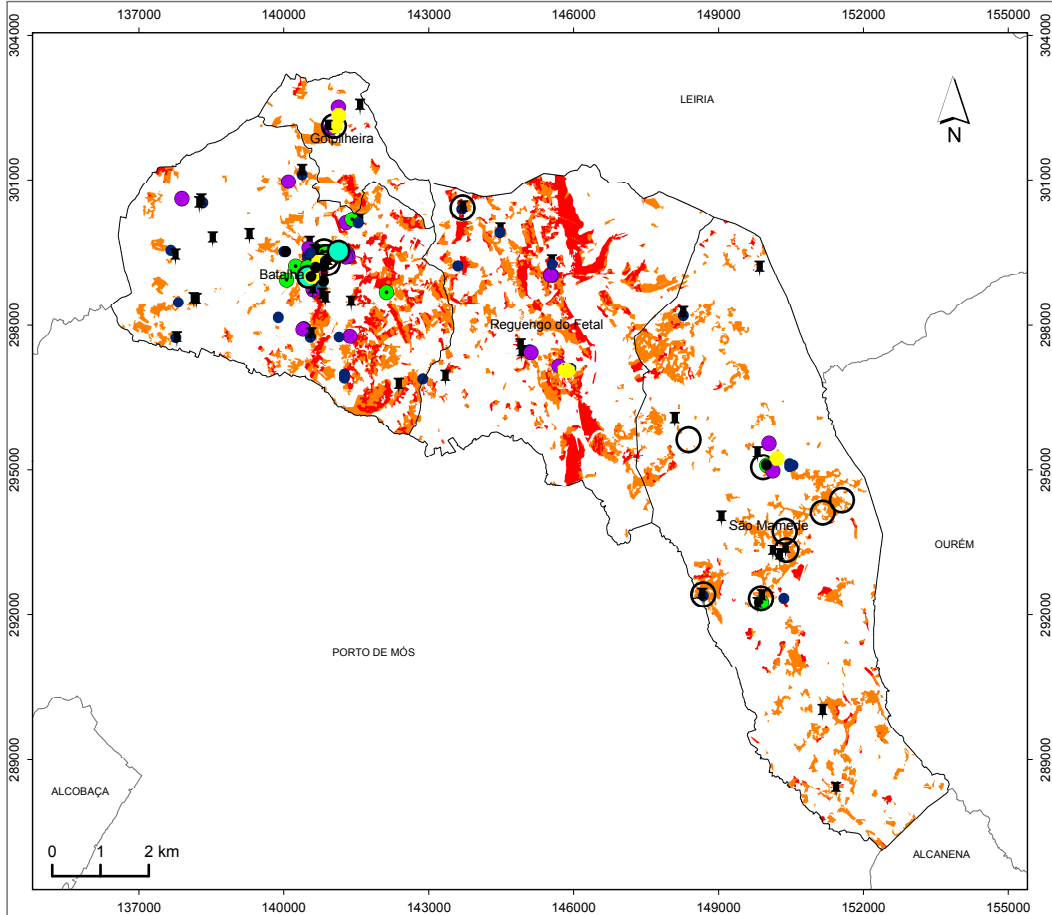 137000 140000 143000 146000 149000 152000 155000
304000 304000
LEIRIA
N
Golpilheira
301000 301000
Batalha
298000 298000
Reguengo do Fetal
295000 295000
São Mamede
OURÉM
292000 292000
PORTO DE MÓS
289000 289000
ALCOBAÇA
ALCANENA
0 1 2 km
137000 140000 143000 146000 149000 152000 155000